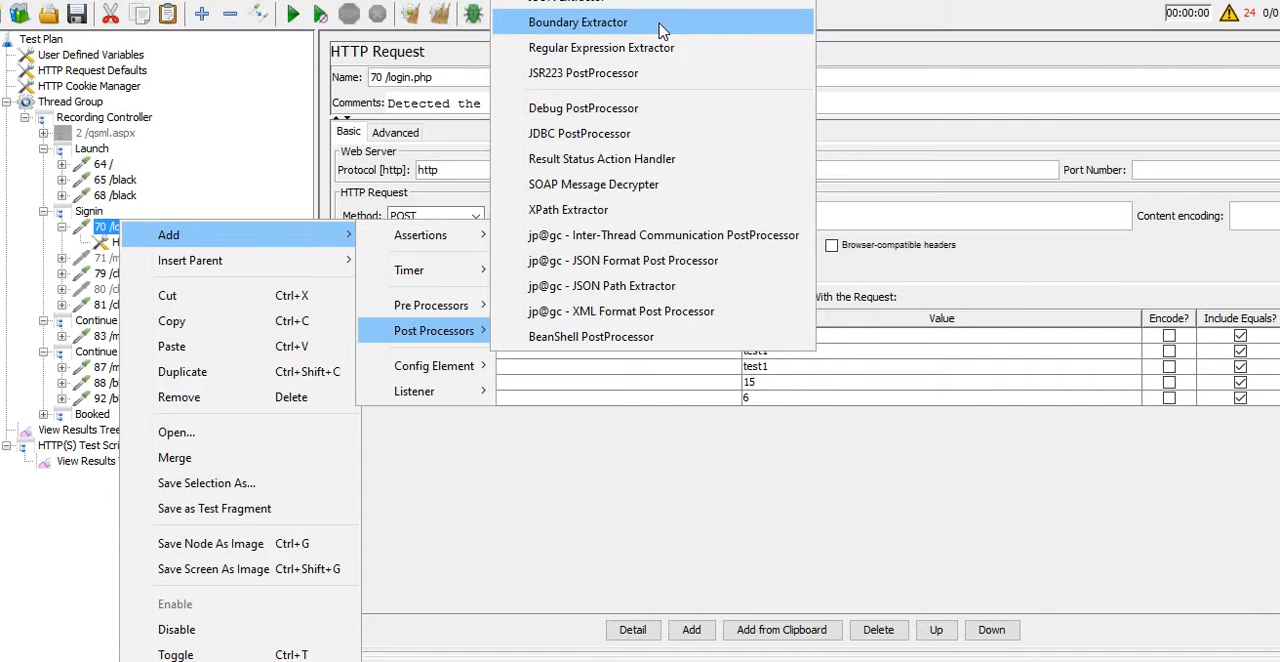 Boundary Extractor
Regular Expression Extractor
JSR223 PostProcessor
Debug PostProcessor
JDBC PostProcessor
Result Status Action Handler
SOAP Message Decrypter
XPath Extractor
jp@gc - Inter-Thread Communication PostProcessor
jp@gc - JSON Format Post Processor
jp@gc - JSON Path Extractor
jp@gc - XML Format Post Processor
BeanShell PostProcessor
00:00:00 24 0/0
Test Plan
User Defined Variables
HTTP Request Defaults
HTTP Cookie Manager
Thread Group
Recording Controller
2 /qsml.aspx
Launch
64 /
65 /black
68 /black
Signin
70 /lo
H
71 /
79 /c
80 /c
81 /c
Continue
83 /
Continue
87 /
88 /b
92 /b
Booked
View Results Tree
HTTP(S) Test Scri
View Results
HTTP Request
Name: 70 /login.php
Comments: Detected the
Basic Advanced
Web Server
Protocol [http]: http
Port Number:
HTTP Request
Method: POST
Content encoding:
Browser-compatible headers
With the Request:
Value Encode? Include Equals?
test1
test1
15
6
Detail Add Add from Clipboard Delete Up Down
Add
Insert Parent
Cut Ctrl+X
Copy Ctrl+C
Paste Ctrl+V
Duplicate Ctrl+Shift+C
Remove Delete
Open...
Merge
Save Selection As...
Save as Test Fragment
Save Node As Image Ctrl+G
Save Screen As Image Ctrl+Shift+G
Enable
Disable
Toggle Ctrl+T
Assertions
Timer
Pre Processors
Post Processors
Config Element
Listener